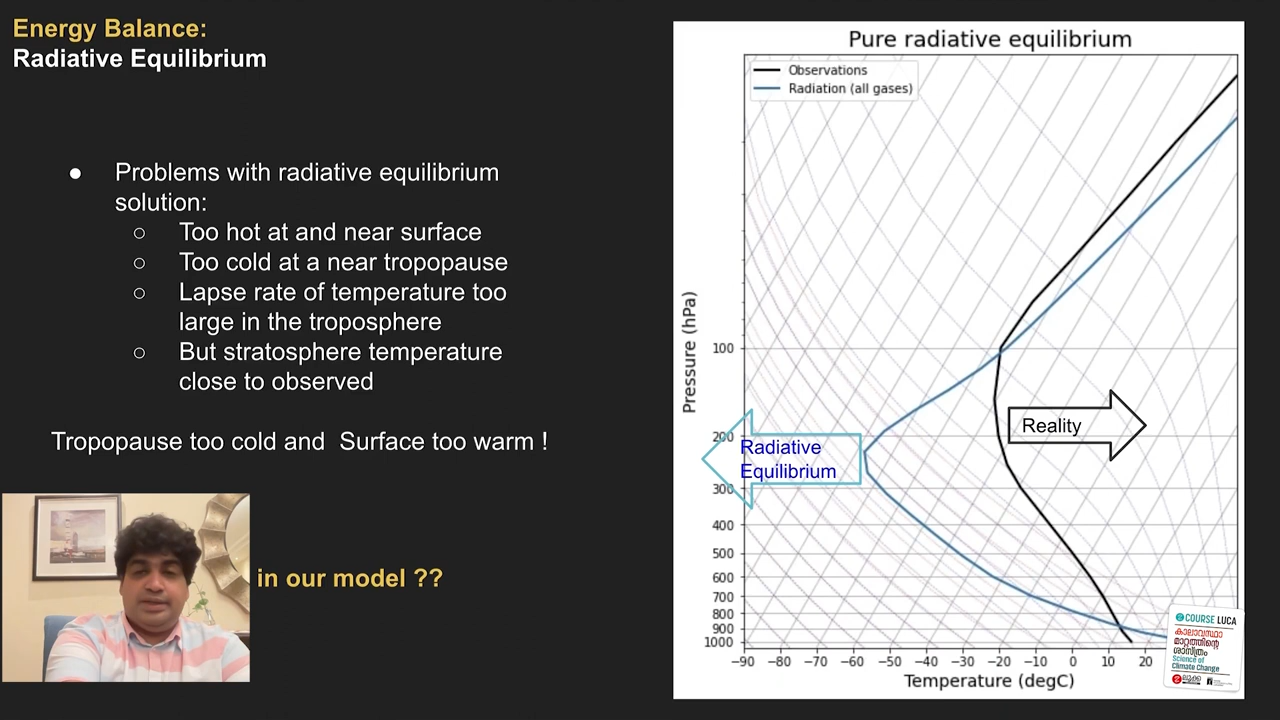 Energy Balance:
Radiative Equilibrium
● Problems with radiative equilibrium
solution:
○ Too hot at and near surface
○ Too cold at a near tropopause
○ Lapse rate of temperature too
large in the troposphere
○ But stratosphere temperature
close to observed
Tropopause too cold and Surface too warm !
in our model ??
Pure radiative equilibrium
Observations
Radiation (all gases)
Pressure (hPa)
100
200
300
400
500
600
700
800
900
1000
Radiative
Equilibrium
Reality
−90 −80 −70 −60 −50 −40 −30 −20 −10 0 10 20
Temperature (degC)
COURSE LUCA
കാലാവസ്ഥാ
മാറ്റത്തിന്റെ
ശാസ്ത്രം
Science of
Climate Change
ലൂക്ക